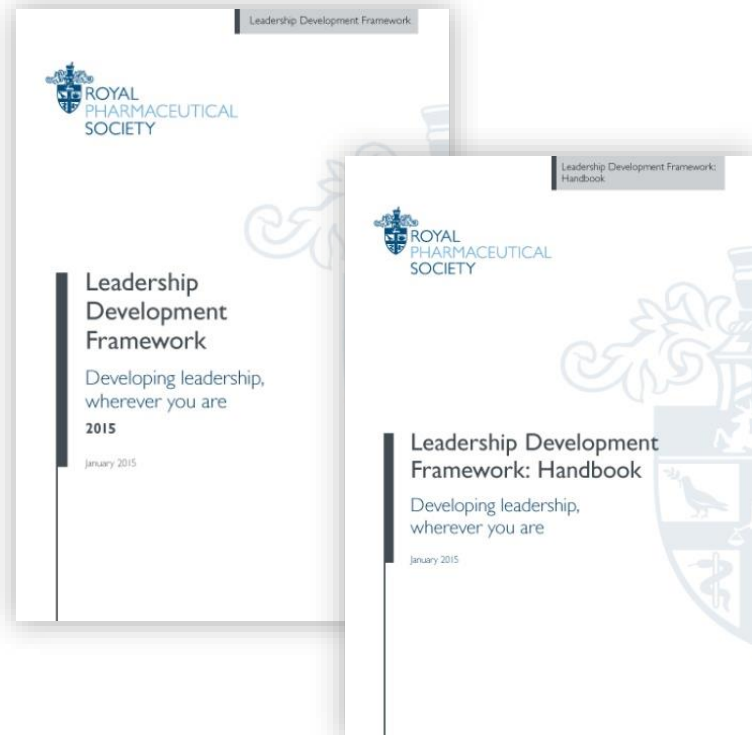 Leadership Development Framework
ROYAL
PHARMACEUTICAL
SOCIETY
Leadership
Development
Framework
Developing leadership,
wherever you are
2015
January 2015
Leadership Development Framework:
Handbook
ROYAL
PHARMACEUTICAL
SOCIETY
Leadership Development
Framework: Handbook
Developing leadership,
wherever you are
January 2015